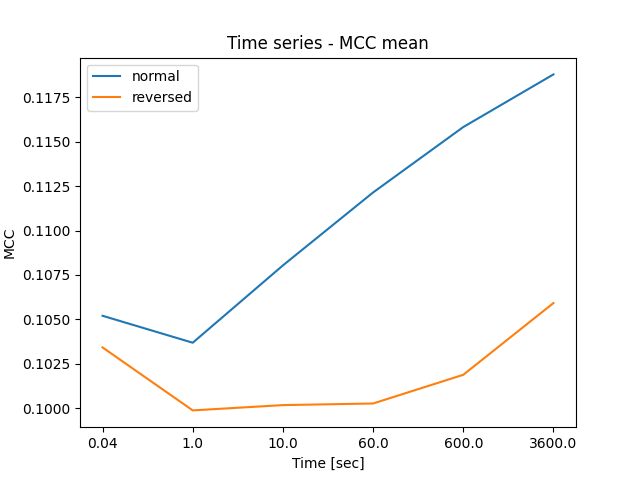 Time series - MCC mean
normal
reversed
MCC
0.1175
0.1150
0.1125
0.1100
0.1075
0.1050
0.1025
0.1000
0.04 1.0 10.0 60.0 600.0 3600.0
Time [sec]